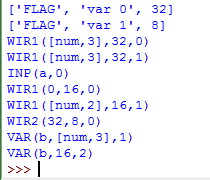 ['FLAG', 'var 0', 32]
['FLAG', 'var 1', 8]
WIR1([num,3],32,0)
WIR1([num,3],32,1)
INP(a,0)
WIR1(0,16,0)
WIR1([num,2],16,1)
WIR2(32,8,0)
VAR(b,[num,3],1)
VAR(b,16,2)
>>>